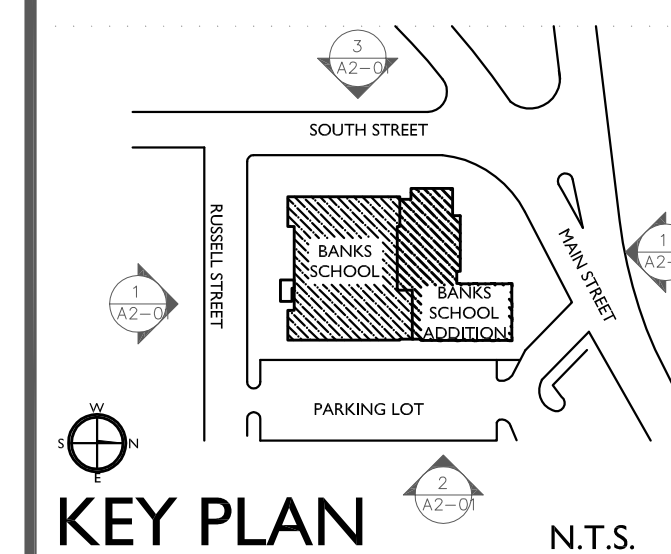 3
A2-01
SOUTH STREET
RUSSELL STREET
BANKS
SCHOOL
MAIN STREET
1
A2-
1
A2-01
BANKS
SCHOOL
ADDITION
PARKING LOT
W
S
N
E
2
A2-01
KEY PLAN
N.T.S.